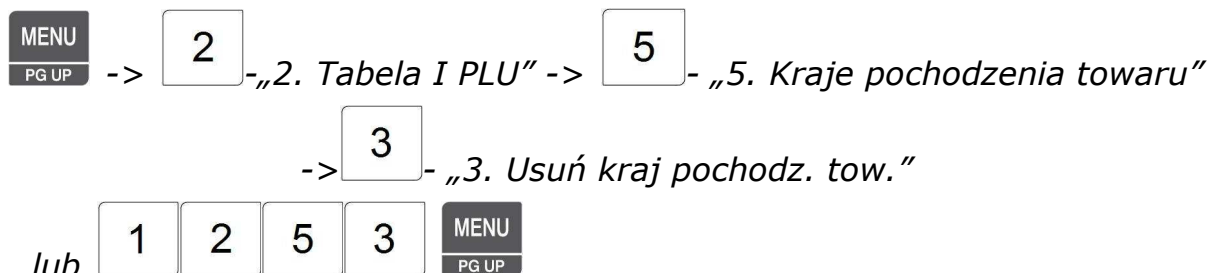 MENU PG UP -> 2 -„2. Tabela I PLU” -> 5 - „5. Kraje pochodzenia towaru”
-> 3 - „3. Usuń kraj pochodz. tow.”
lub 1 2 5 3 MENU PG UP